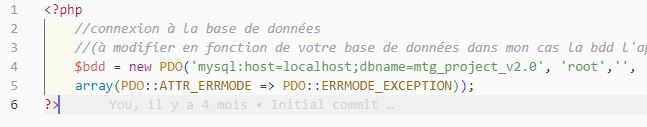 1 <?php
2 //connexion à la base de données
3 //(à modifier en fonction de votre base de données dans mon cas la bdd l'a
4 $bdd = new PDO('mysql:host=localhost;dbname=mtg_project_v2.0', 'root','',
5 array(PDO::ATTR_ERRMODE => PDO::ERRMODE_EXCEPTION));
6 ?> You, il y a 4 mois • Initial commit …